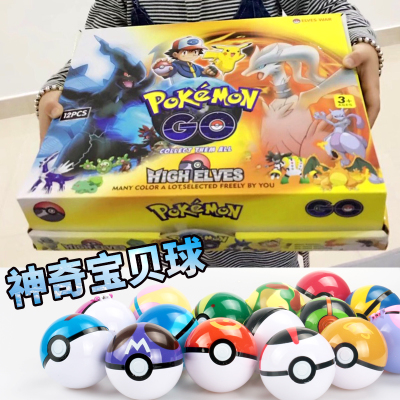 12PCS
POKéMON
GO
COLLECT THEM ALL
3+
HIGH ELVES
MANY COLOR A LOT,SELECTED FREELY BY YOU
POKéMON
GO
神奇宝贝球
M